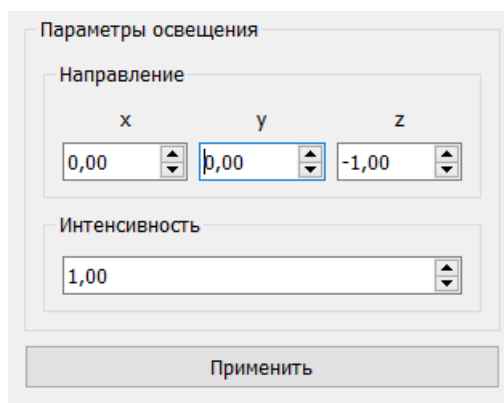 Параметры освещения
Направление
x y z
0,00 0,00 -1,00
Интенсивность
1,00
Применить